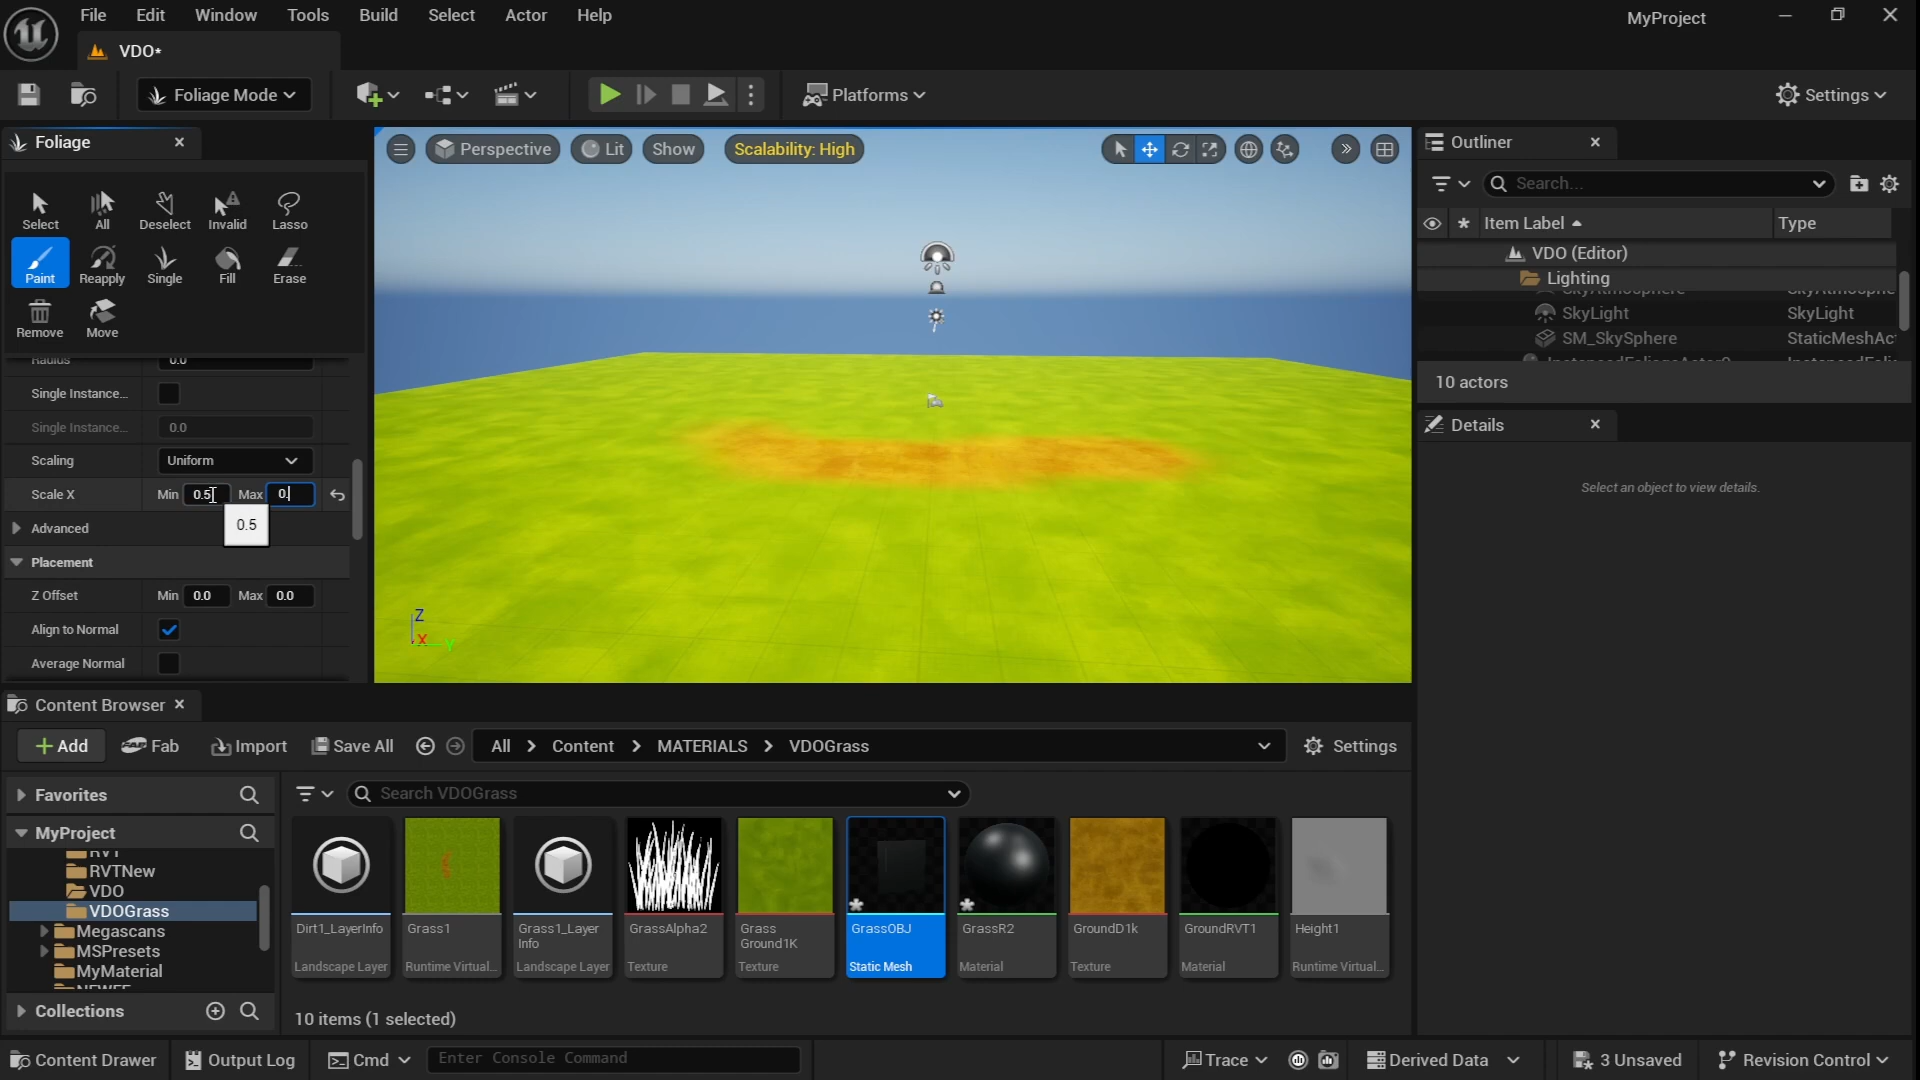 File Edit Window Tools Build Select Actor Help
MyProject
VDO*
Foliage Mode
Platforms
Settings
Foliage
Select All Deselect Invalid Lasso
Paint Reapply Single Fill Erase
Remove Move
Radius 0.0
Single Instance...
Single Instance... 0.0
Scaling Uniform
Scale X Min 0.5 Max 0.
0.5
Advanced
Placement
Z Offset Min 0.0 Max 0.0
Align to Normal
Average Normal
Perspective Lit Show Scalability: High
Z
X Y
Outliner
Search...
Item Label Type
VDO (Editor)
Lighting
SkyAtmosphere
SkyLight SkyLight
SM_SkySphere StaticMeshAc
InstancedFoliageActor0
10 actors
Details
Select an object to view details.
Content Browser
+ Add Fab Import Save All All > Content > MATERIALS > VDOGrass Settings
Favorites
Search VDOGrass
MyProject
RVT
RVTNew
VDO
VDOGrass
Megascans
MSPresets
MyMaterial
Collections
Dirt1_LayerInfo
Landscape Layer
Grass1
Runtime Virtual...
Grass1_Layer
Info
Landscape Layer
GrassAlpha2
Texture
Grass
Ground1K
Texture
GrassOBJ
Static Mesh
GrassR2
Material
GroundD1k
Texture
GroundRVT1
Material
Height1
Runtime Virtual...
10 items (1 selected)
Content Drawer Output Log Cmd Enter Console Command Trace Derived Data 3 Unsaved Revision Control